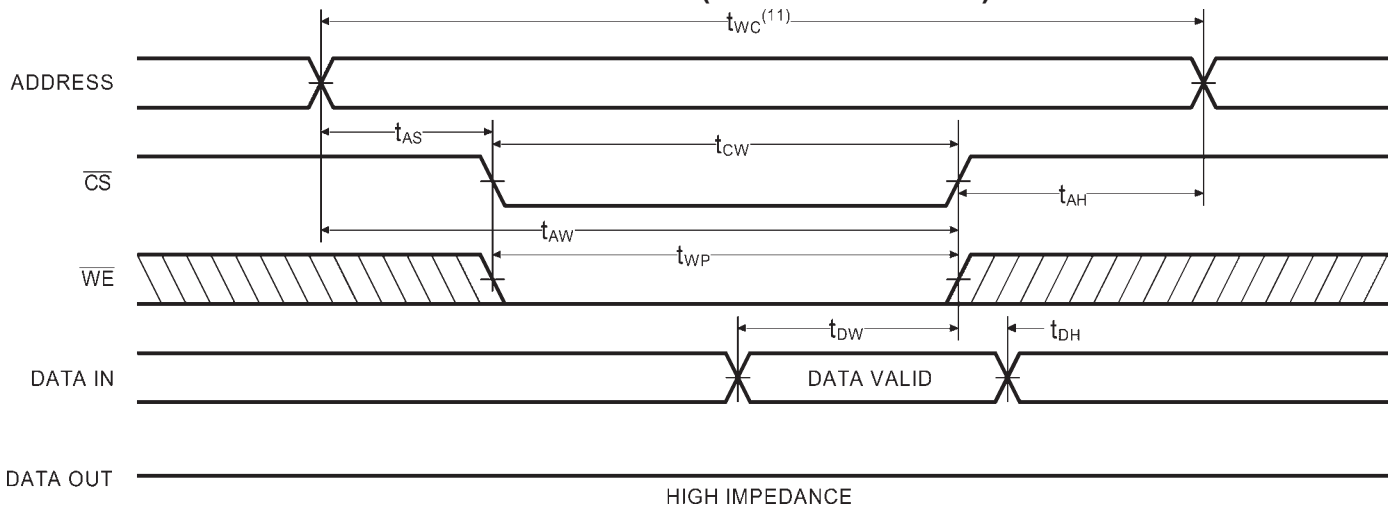 tWC(11)
ADDRESS
tAS
tCW
CS
tAH
tAW
tWP
WE
tDW
tDH
DATA IN
DATA VALID
DATA OUT
HIGH IMPEDANCE